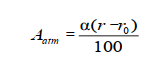 A_atm = α(r − r_0) / 100